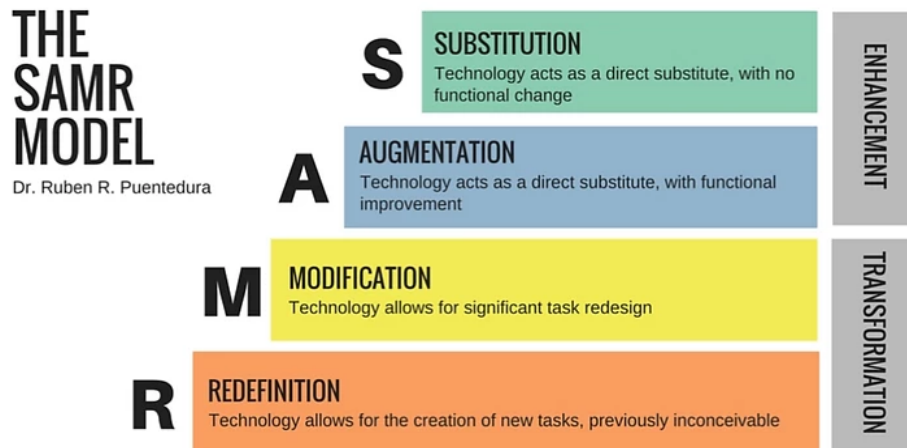 THE
SAMR
MODEL
Dr. Ruben R. Puentedura
S
SUBSTITUTION
Technology acts as a direct substitute, with no
functional change
A
AUGMENTATION
Technology acts as a direct substitute, with functional
improvement
ENHANCEMENT
M
MODIFICATION
Technology allows for significant task redesign
R
REDEFINITION
Technology allows for the creation of new tasks, previously inconceivable
TRANSFORMATION